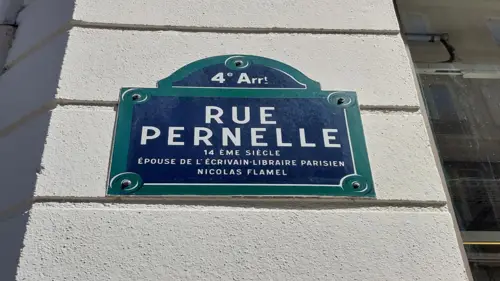 4e Arrt
RUE
PERNELLE
14 ÈME SIÈCLE
ÉPOUSE DE L'ÉCRIVAIN-LIBRAIRE PARISIEN
NICOLAS FLAMEL